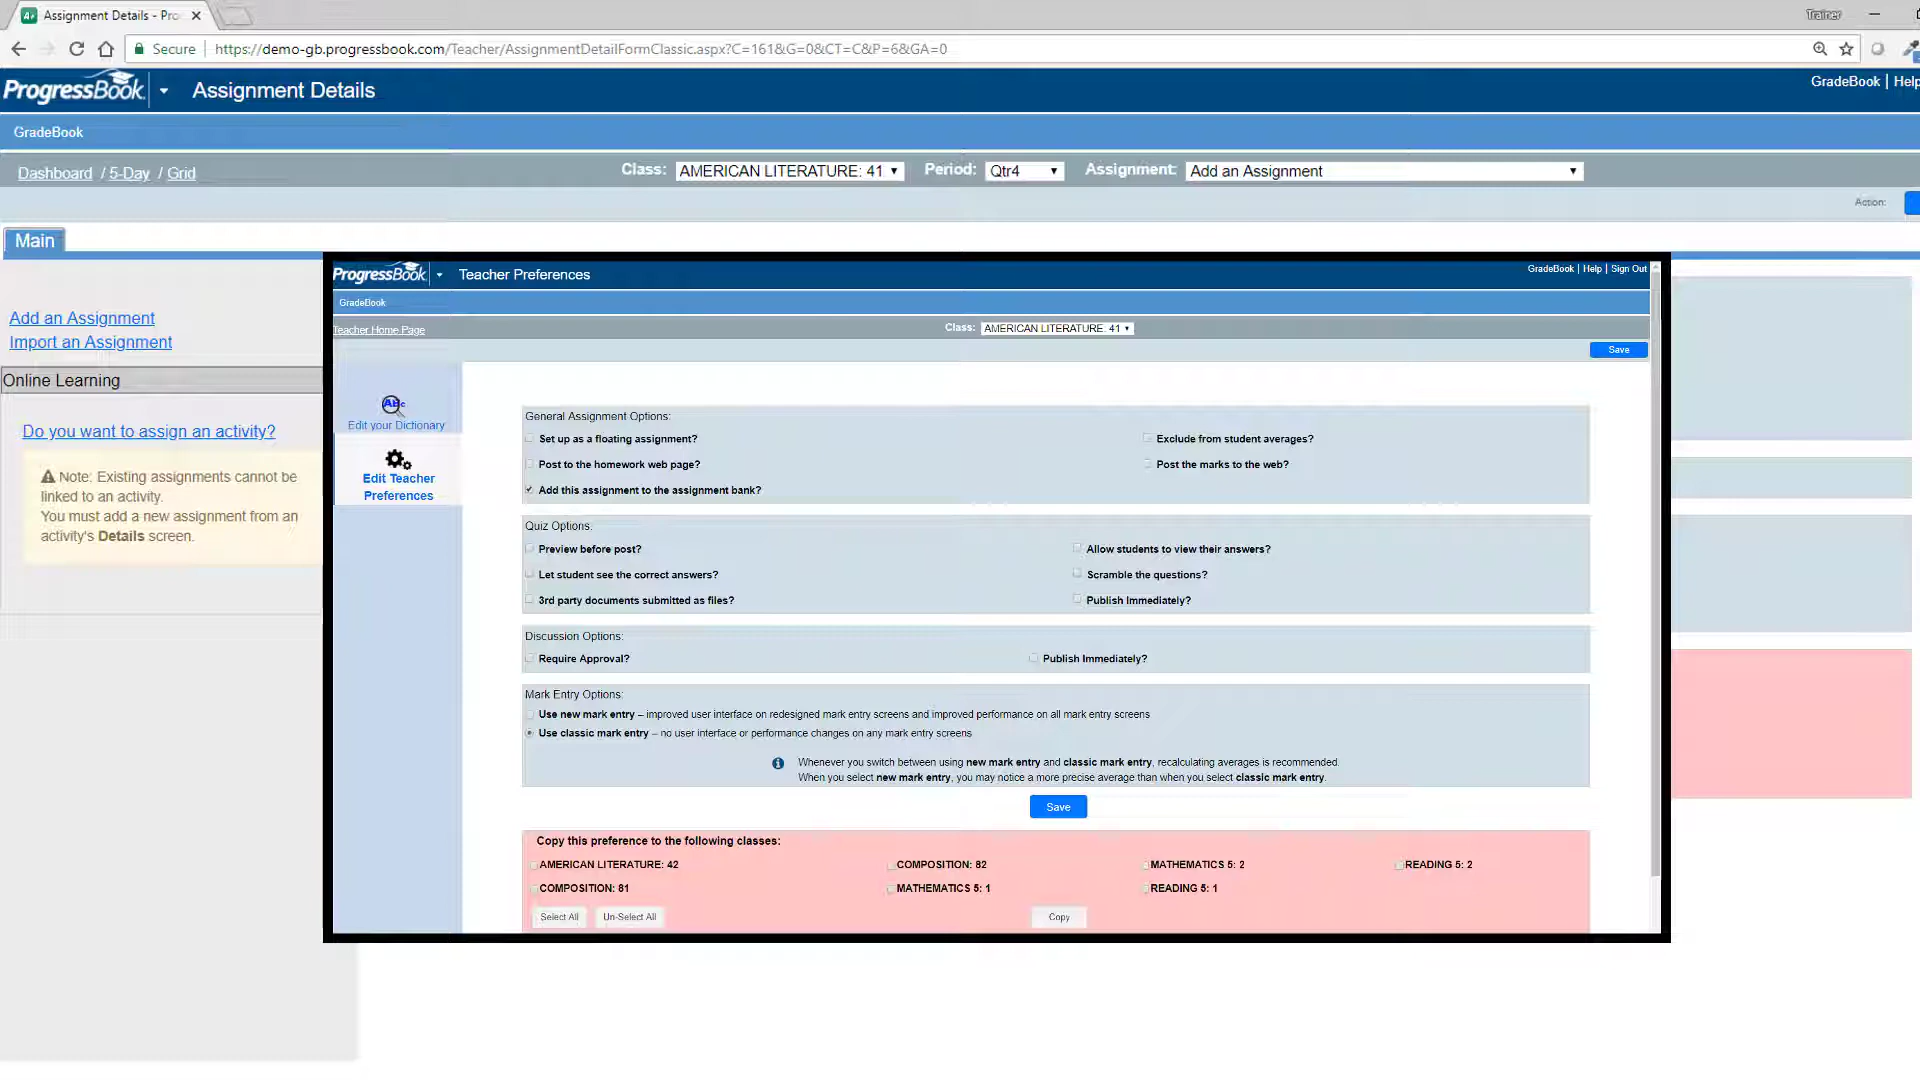 Assignment Details - Pro
Trainer
Secure
https://demo-gb.progressbook.com/Teacher/AssignmentDetailFormClassic.aspx?C=161&G=0&CT=C&P=6&GA=0
ProgressBook
Assignment Details
GradeBook | Help
GradeBook
Dashboard / 5-Day / Grid
Class: AMERICAN LITERATURE: 41
Period: Qtr4
Assignment: Add an Assignment
Action:
Main
Add an Assignment
Import an Assignment
Online Learning
Do you want to assign an activity?
Note: Existing assignments cannot be
linked to an activity.
You must add a new assignment from an
activity's Details screen.
ProgressBook
Teacher Preferences
GradeBook | Help | Sign Out
GradeBook
Teacher Home Page
Class: AMERICAN LITERATURE: 41
Save
Abc
Edit your Dictionary
Edit Teacher
Preferences
General Assignment Options:
Set up as a floating assignment?
Exclude from student averages?
Post to the homework web page?
Post the marks to the web?
Add this assignment to the assignment bank?
Quiz Options:
Preview before post?
Allow students to view their answers?
Let student see the correct answers?
Scramble the questions?
3rd party documents submitted as files?
Publish Immediately?
Discussion Options:
Require Approval?
Publish Immediately?
Mark Entry Options:
Use new mark entry – improved user interface on redesigned mark entry screens and improved performance on all mark entry screens
Use classic mark entry – no user interface or performance changes on any mark entry screens
Whenever you switch between using new mark entry and classic mark entry, recalculating averages is recommended.
When you select new mark entry, you may notice a more precise average than when you select classic mark entry.
Save
Copy this preference to the following classes:
AMERICAN LITERATURE: 42
COMPOSITION: 82
MATHEMATICS 5: 2
READING 5: 2
COMPOSITION: 81
MATHEMATICS 5: 1
READING 5: 1
Select All
Un-Select All
Copy